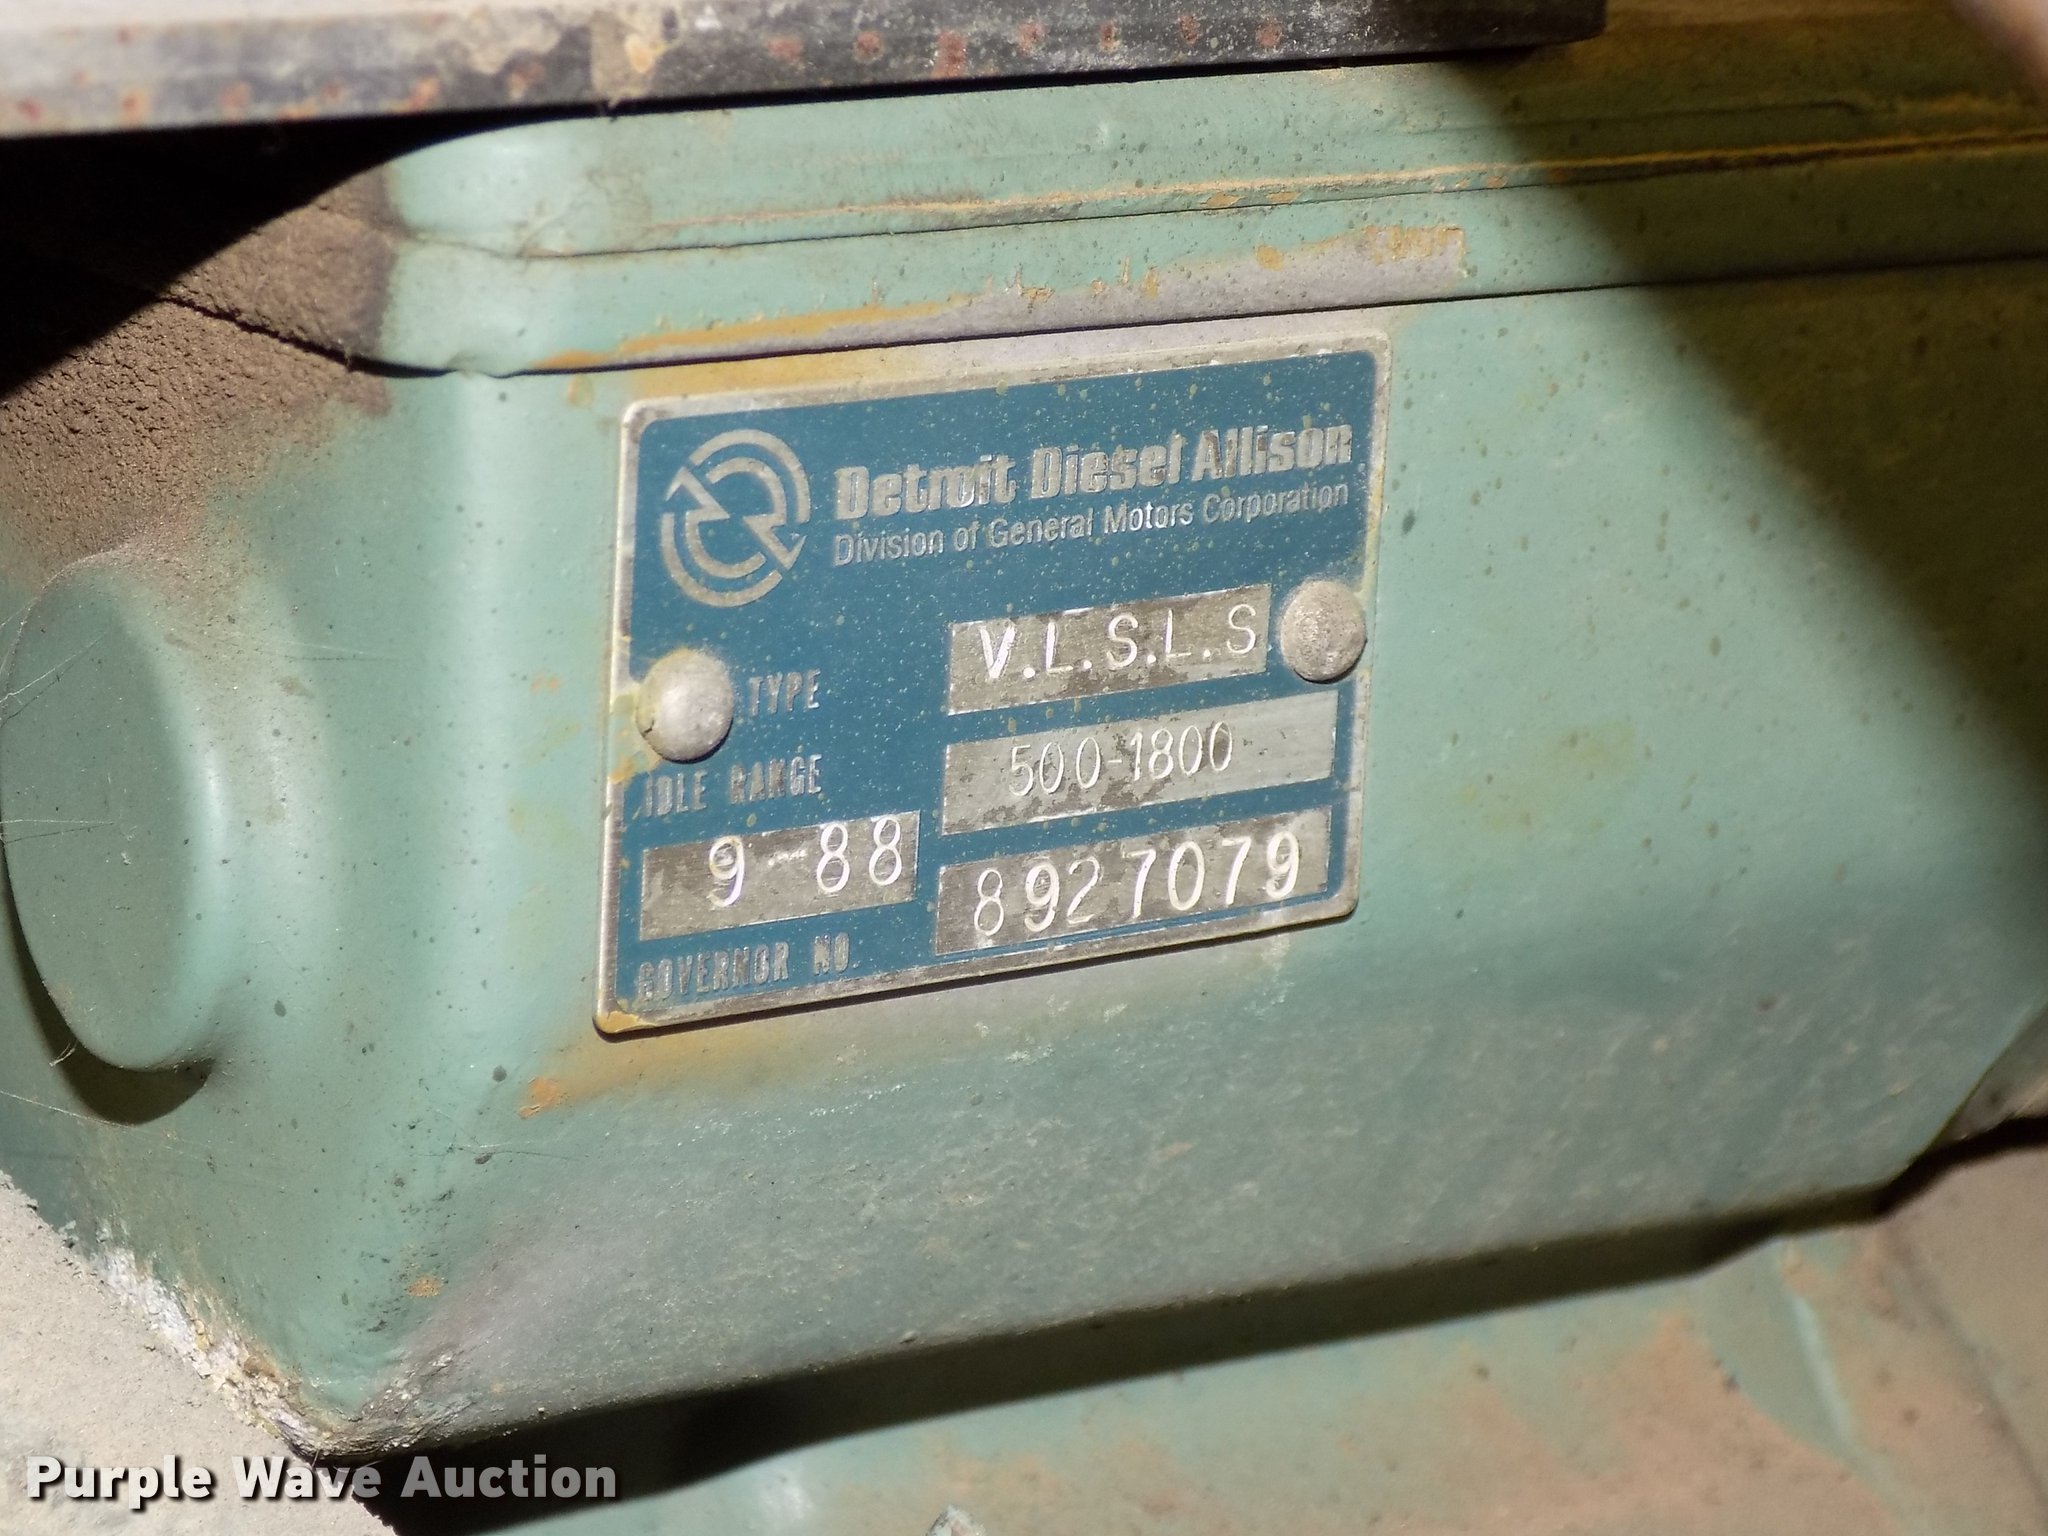 Detroit Diesel Allison
Division of General Motors Corporation
TYPE V.L.S.L.S
IDLE RANGE 500-1800
9-88 8927079
GOVERNOR NO.
Purple Wave Auction